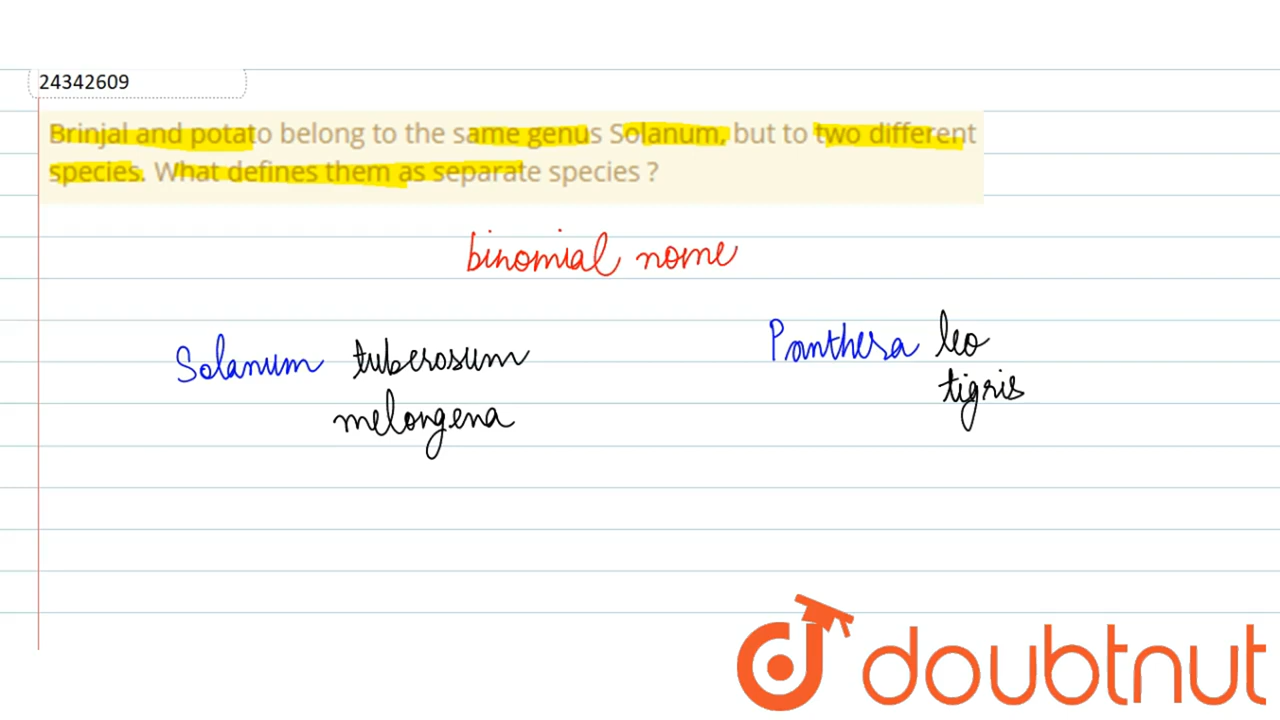 24342609
Brinjal and potato belong to the same genus Solanum, but to two different
species. What defines them as separate species ?
binomial nome
Solanum tuberosum
melongena
Panthera leo
tigris
doubtnut